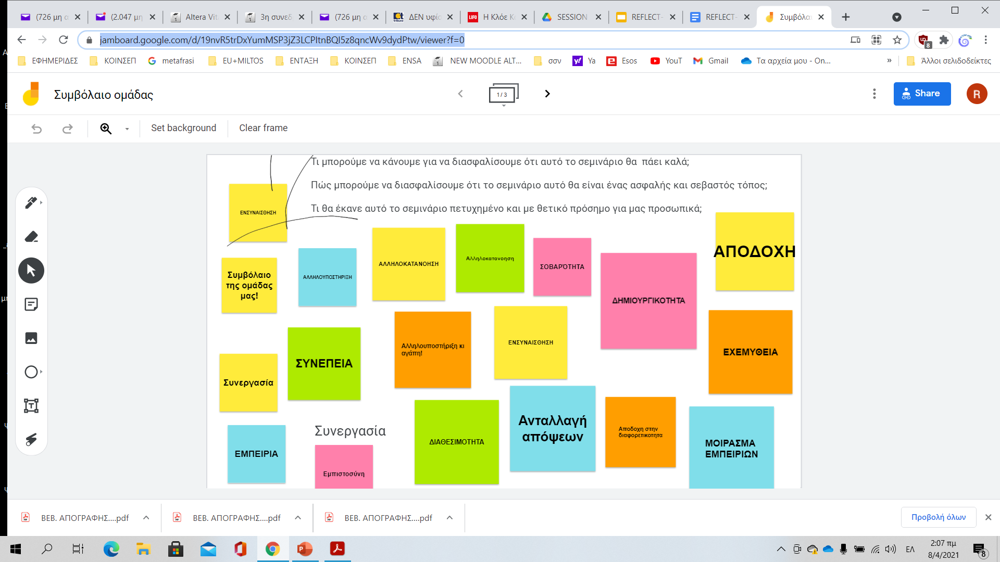 (726 μη α
(2.047 μη
Altera Vit
3η συνεδ
(726 μη α
ΔΕΝ υφίσ
Η Κλόε Κ
SESSION
REFLECT-
REFLECT-
Συμβόλα
jamboard.google.com/d/19nvR5trDxYumMSP3jZ3LCPItnBQI5z8qncWv9dydPtw/viewer?f=0
8
ΕΦΗΜΕΡΙΔΕΣ
ΚΟΙΝΣΕΠ
metafrasi
EU+MILTOS
ΕΝΤΑΞΗ
ΚΟΙΝΣΕΠ
ENSA
NEW MOODLE ALT...
σσν
Ya
Esos
YouT
Gmail
Τα αρχεία μου - On...
»
Άλλοι σελιδοδείκτες
Συμβόλαιο ομάδας
1 / 3
Share
R
Set background
Clear frame
Τι μπορούμε να κάνουμε για να διασφαλίσουμε ότι αυτό το σεμινάριο θα πάει καλά;
Πώς μπορούμε να διασφαλίσουμε ότι το σεμινάριο αυτό θα είναι ένας ασφαλής και σεβαστός τόπος;
Τι θα έκανε αυτό το σεμινάριο πετυχημένο και με θετικό πρόσημο για μας προσωπικά;
ΕΝΣΥΝΑΙΣΘΗΣΗ
Συμβόλαιο
της ομάδας
μας!
ΑΛΛΗΛΟΥΠΟΣΤΗΡΙΞΗ
ΑΛΛΗΛΟΚΑΤΑΝΟΗΣΗ
Αλληλοκατανοηση
ΣΟΒΑΡΌΤΗΤΑ
ΔΗΜΙΟΥΡΓΙΚΟΤΗΤΑ
ΑΠΟΔΟΧΗ
Συνεργασία
ΣΥΝΕΠΕΙΑ
Αλληλουποστήριξη κι
αγάπη!
ΕΝΣΥΝΑΙΣΘΗΣΗ
ΕΧΕΜΥΘΕΙΑ
ΕΜΠΕΙΡΙΑ
Συνεργασία
Εμπιστοσύνη
ΔΙΑΘΕΣΙΜΟΤΗΤΑ
Ανταλλαγή
απόψεων
Αποδοχη στην
διαφορετικοτητα
ΜΟΙΡΑΣΜΑ
ΕΜΠΕΙΡΙΩΝ
ΒΕΒ. ΑΠΟΓΡΑΦΗΣ....pdf
ΒΕΒ. ΑΠΟΓΡΑΦΗΣ....pdf
ΒΕΒ. ΑΠΟΓΡΑΦΗΣ....pdf
Προβολή όλων
ΕΛ
2:07 πμ
8/4/2021
8